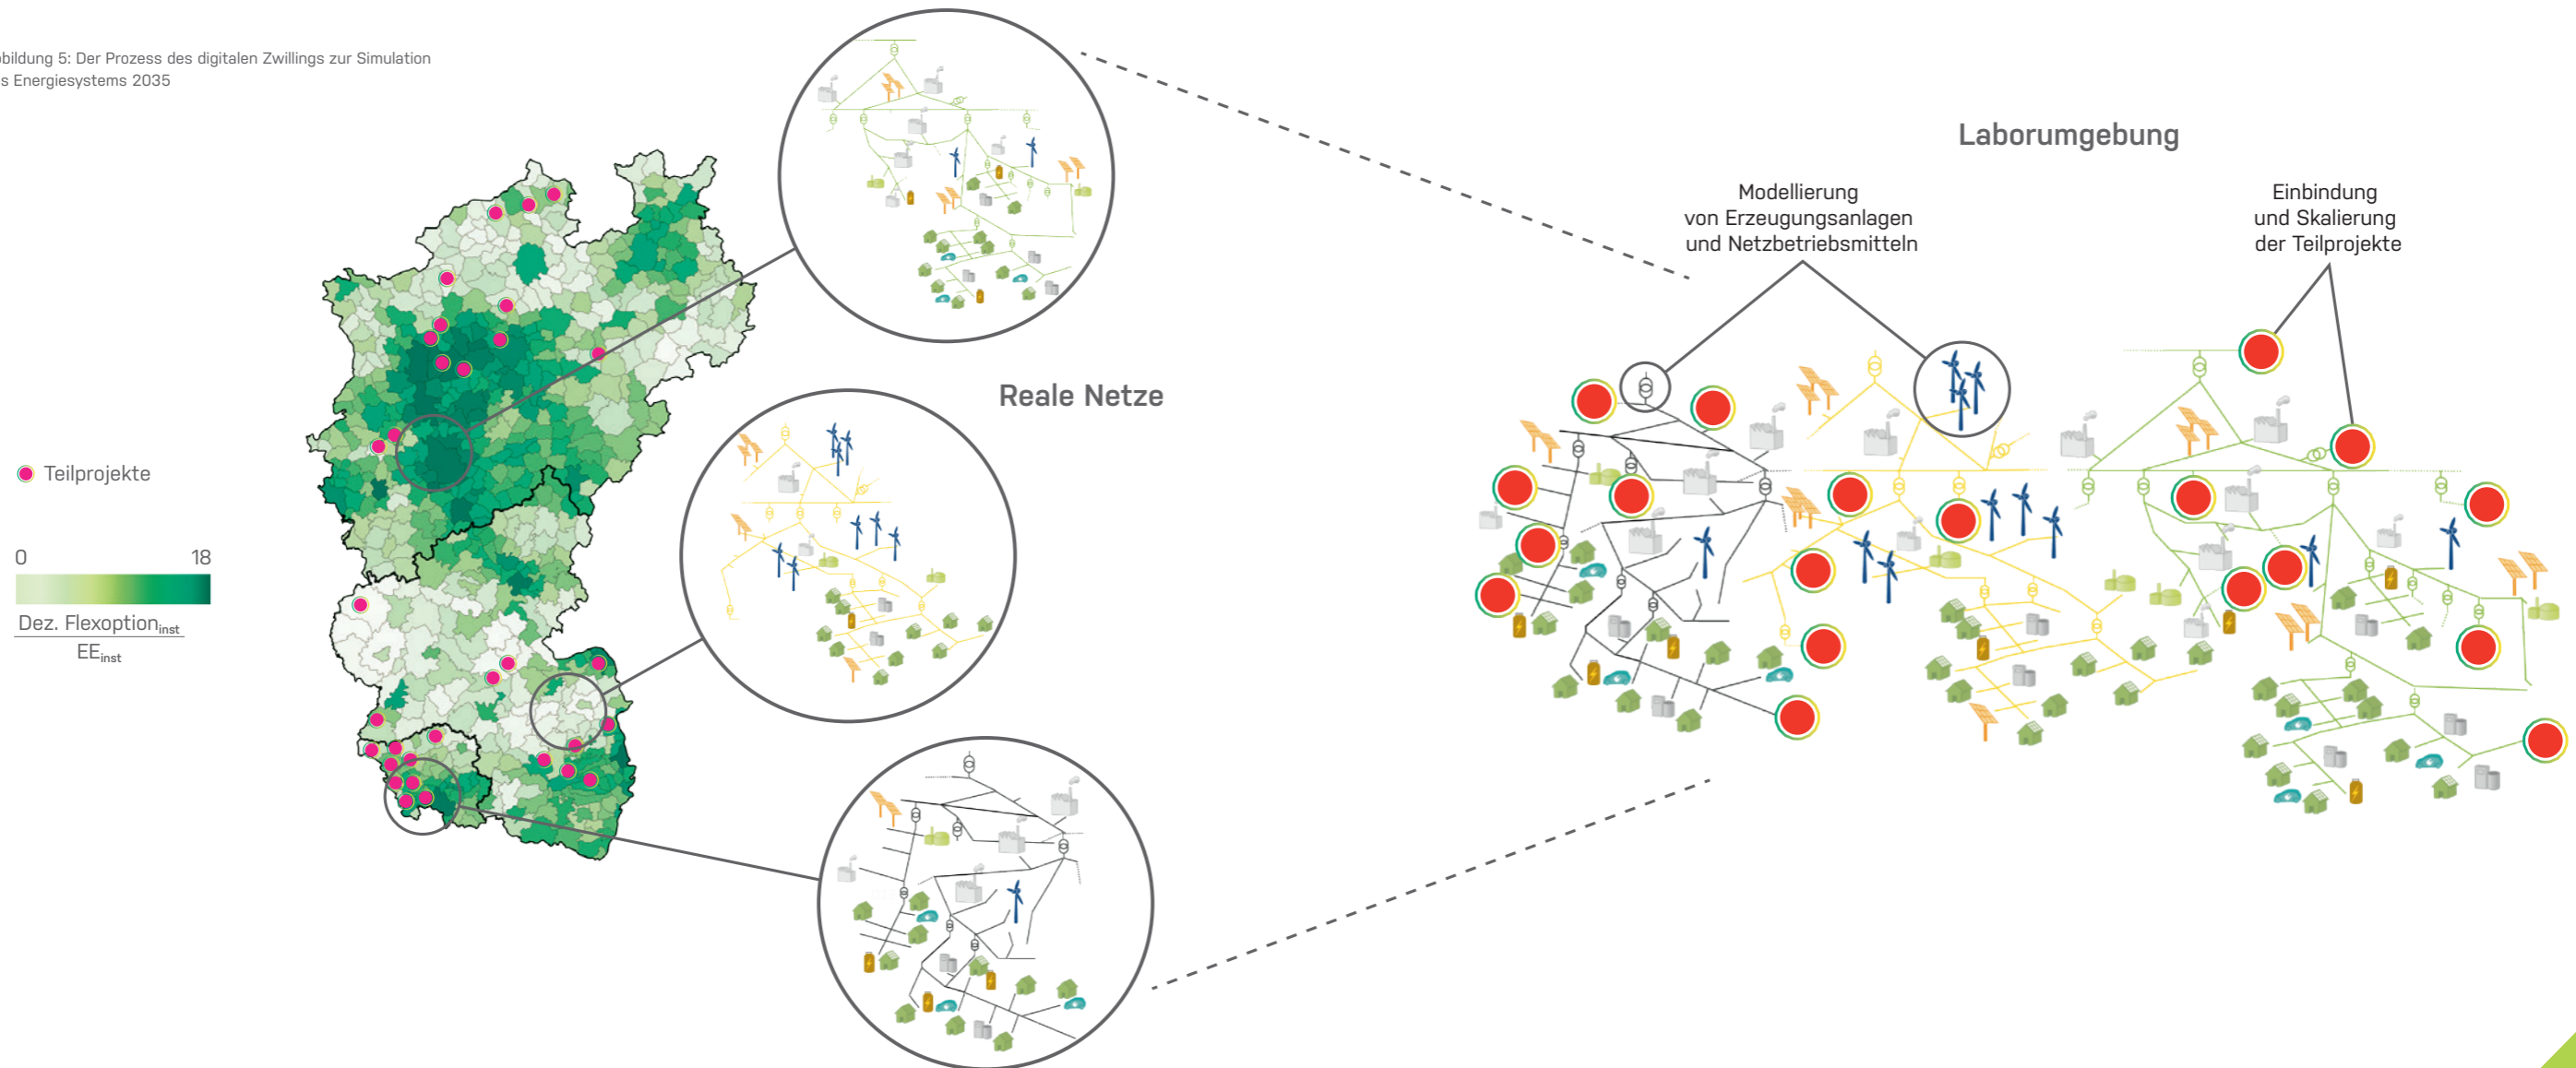 bbildung 5: Der Prozess des digitalen Zwillings zur Simulation
s Energiesystems 2035
Laborumgebung
Modellierung
von Erzeugungsanlagen
und Netzbetriebsmitteln
Einbindung
und Skalierung
der Teilprojekte
Reale Netze
Teilprojekte
0 18
Dez. Flexoption inst
EE inst